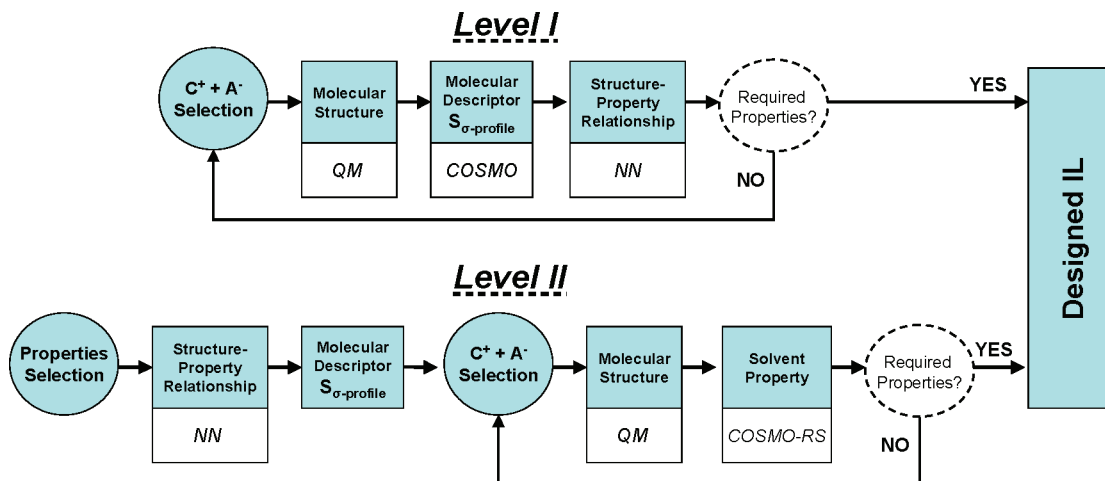 Level I
C⁺ + A⁻
Selection
Molecular
Structure
QM
Molecular
Descriptor
Sσ-profile
COSMO
Structure-
Property
Relationship
NN
Required
Properties?
YES
NO
Designed IL
Level II
Properties
Selection
Structure-
Property
Relationship
NN
Molecular
Descriptor
Sσ-profile
C⁺ + A⁻
Selection
Molecular
Structure
QM
Solvent
Property
COSMO-RS
Required
Properties?
YES
NO